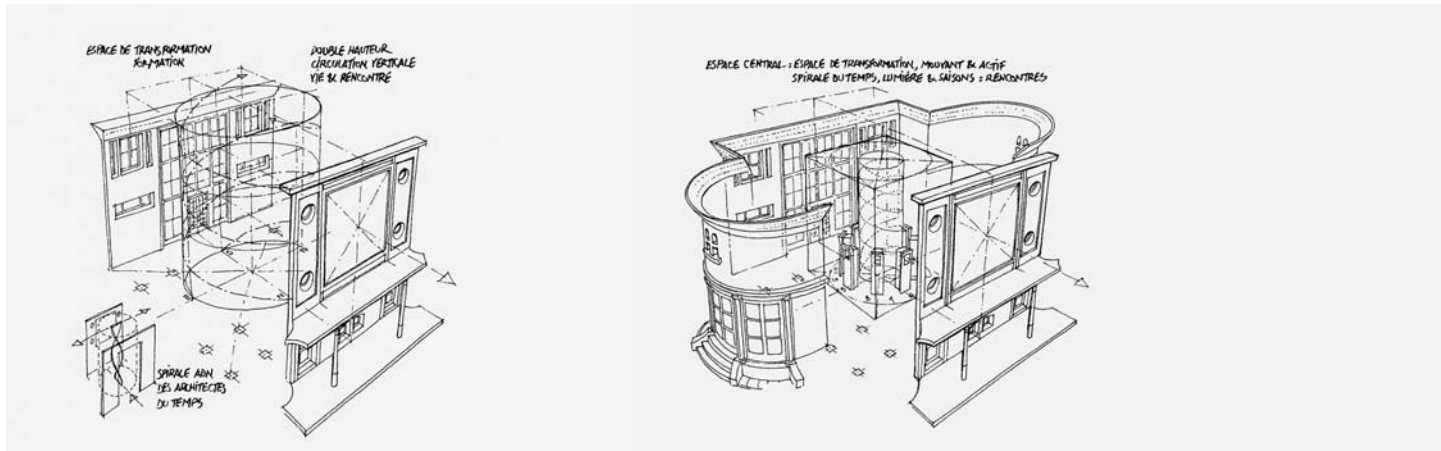 ESPACE DE TRANSFORMATION
FORMATION
DOUBLE HAUTEUR
CIRCULATION VERTICALE
VIE & RENCONTRE
SPIRALE ADN
DES ARCHITECTES
DU TEMPS
ESPACE CENTRAL : ESPACE DE TRANSFORMATION, MOUVANT & ACTIF
SPIRALE DU TEMPS, LUMIÈRE & SAISONS : RENCONTRES